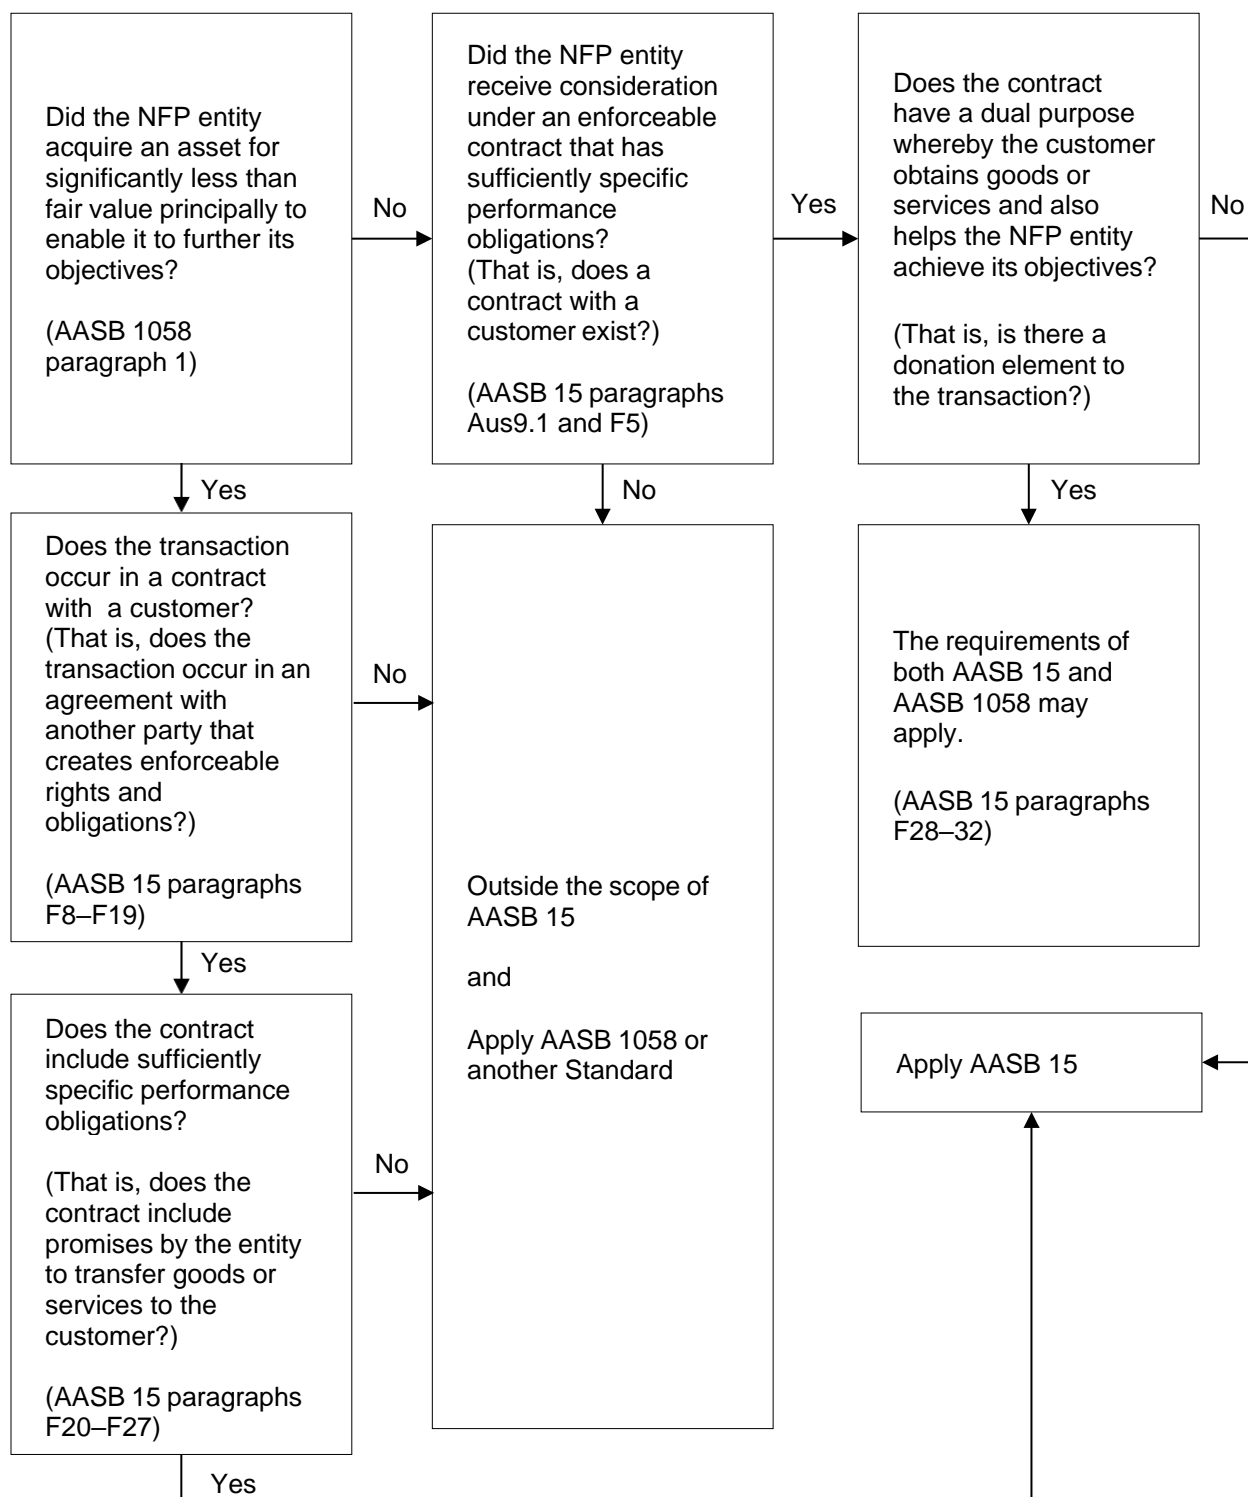 Did the NFP entity
acquire an asset for
significantly less than
fair value principally to
enable it to further its
objectives?
(AASB 1058
paragraph 1)
No
Did the NFP entity
receive consideration
under an enforceable
contract that has
sufficiently specific
performance
obligations?
(That is, does a
contract with a
customer exist?)
(AASB 15 paragraphs
Aus9.1 and F5)
Yes
Does the contract
have a dual purpose
whereby the customer
obtains goods or
services and also
helps the NFP entity
achieve its objectives?
(That is, is there a
donation element to
the transaction?)
No
Yes
No
Yes
Does the transaction
occur in a contract
with a customer?
(That is, does the
transaction occur in an
agreement with
another party that
creates enforceable
rights and
obligations?)
(AASB 15 paragraphs
F8–F19)
No
Outside the scope of
AASB 15
and
Apply AASB 1058 or
another Standard
The requirements of
both AASB 15 and
AASB 1058 may
apply.
(AASB 15 paragraphs
F28–32)
Yes
Does the contract
include sufficiently
specific performance
obligations?
(That is, does the
contract include
promises by the entity
to transfer goods or
services to the
customer?)
(AASB 15 paragraphs
F20–F27)
No
Apply AASB 15
Yes